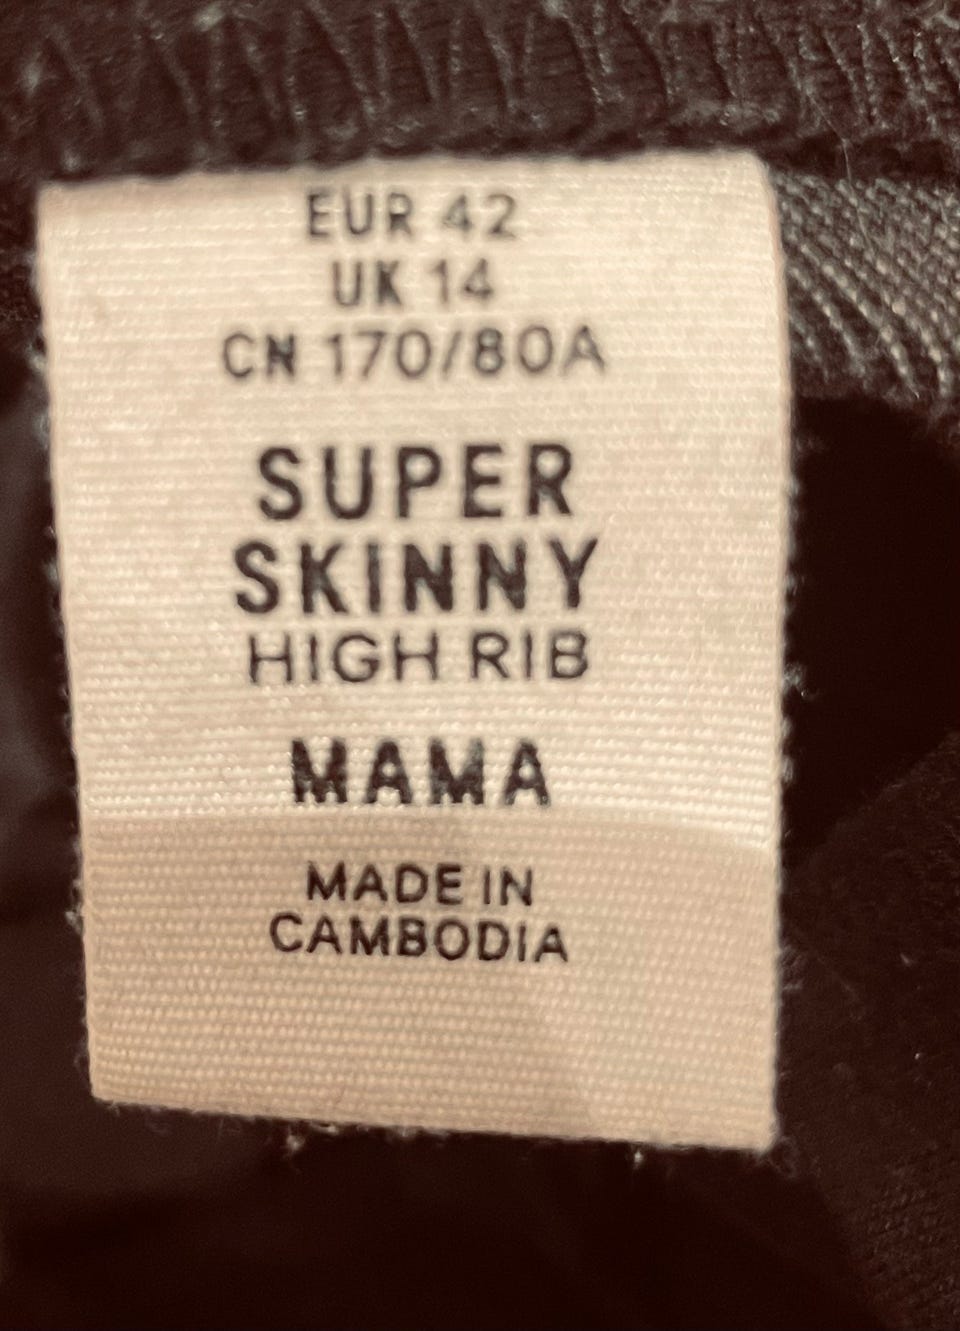 EUR 42
UK 14
CN 170/80A
SUPER
SKINNY
HIGH RIB
MAMA
MADE IN
CAMBODIA